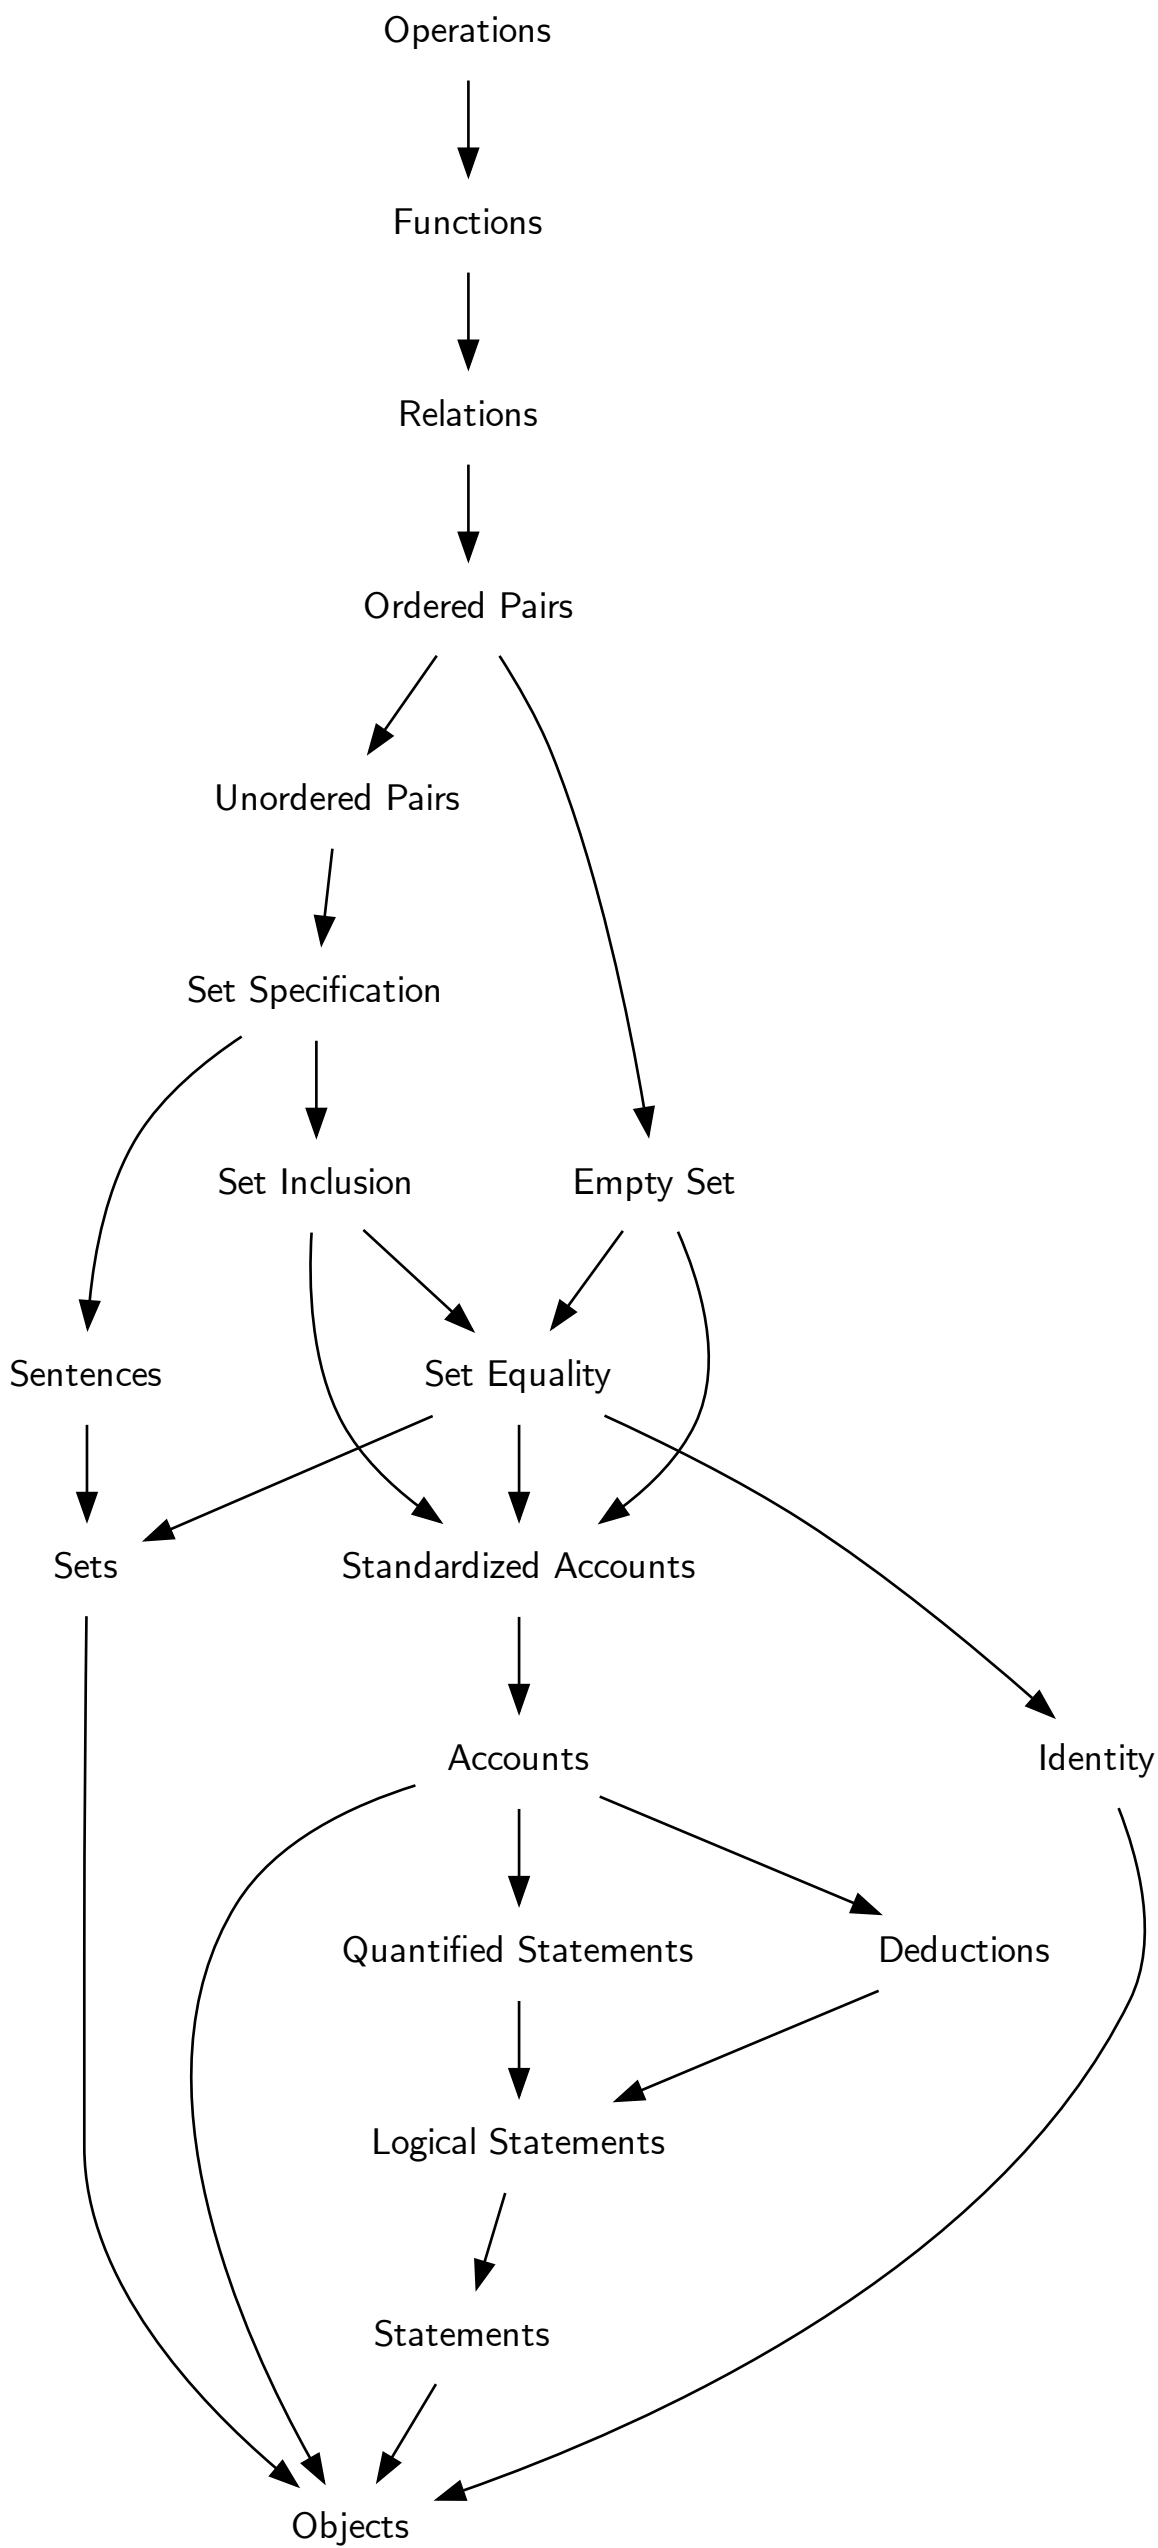 Operations
Functions
Relations
Ordered Pairs
Unordered Pairs
Set Specification
Set Inclusion
Empty Set
Sentences
Set Equality
Sets
Standardized Accounts
Accounts
Identity
Quantified Statements
Deductions
Logical Statements
Statements
Objects